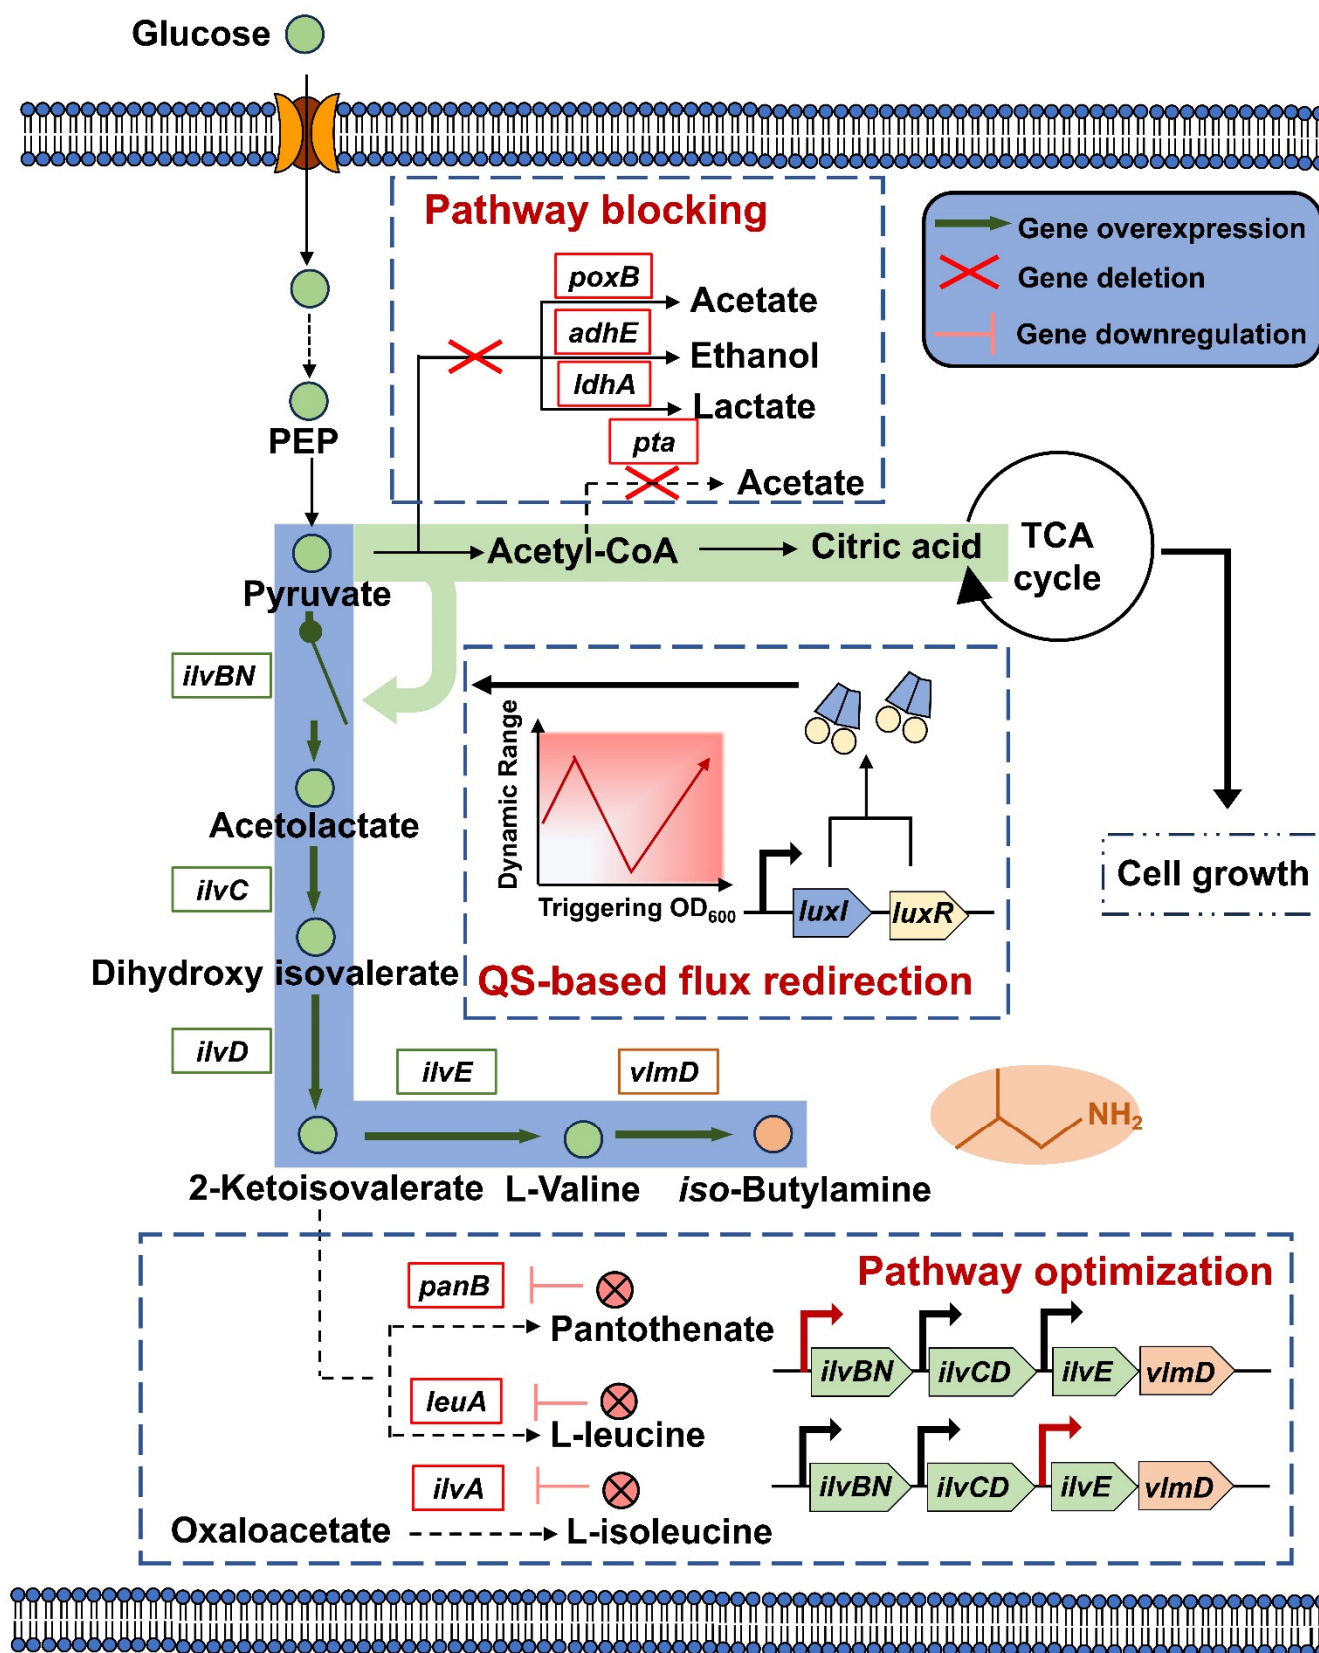 Glucose
Pathway blocking
poxB
Acetate
adhE
Ethanol
ldhA
Lactate
pta
Acetate
Gene overexpression
Gene deletion
Gene downregulation
PEP
Pyruvate
Acetyl-CoA
Citric acid
TCA
cycle
ilvBN
Acetolactate
ilvC
Dihydroxy isovalerate
ilvD
Dynamic Range
Triggering OD600
luxI
luxR
QS-based flux redirection
Cell growth
ilvE
vlmD
NH2
2-Ketoisovalerate
L-Valine
iso-Butylamine
Pathway optimization
panB
Pantothenate
leuA
L-leucine
ilvA
Oxaloacetate
L-isoleucine
ilvBN
ilvCD
ilvE
vlmD
ilvBN
ilvCD
ilvE
vlmD